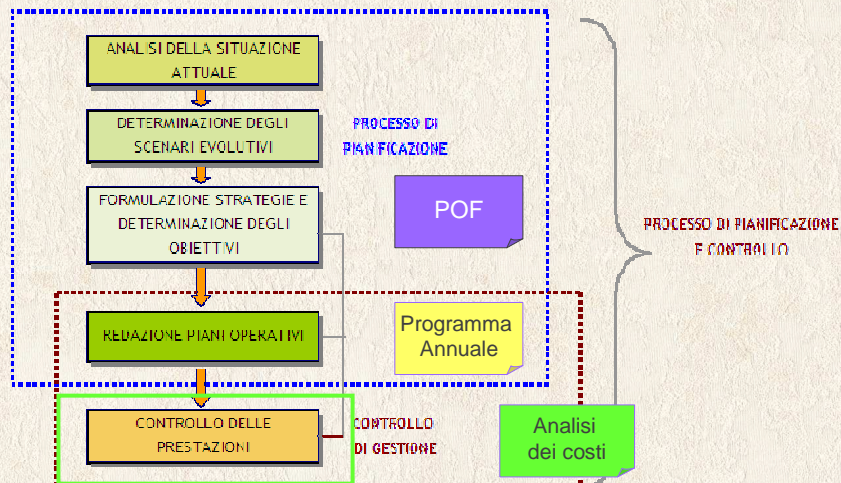 ANALISI DELLA SITUAZIONE
ATTUALE
DETERMINAZIONE DEGLI
SCENARI EVOLUTIVI
PROCESSO DI
PIANIFICAZIONE
FORMULAZIONE STRATEGIE E
DETERMINAZIONE DEGLI
OBIETTIVI
POF
PROCESSO DI PIANIFICAZIONE
E CONTROLLO
REDAZIONE PIANI OPERATIVI
Programma
Annuale
CONTROLLO DELLE
PRESTAZIONI
CONTROLLO
DI GESTIONE
Analisi
dei costi